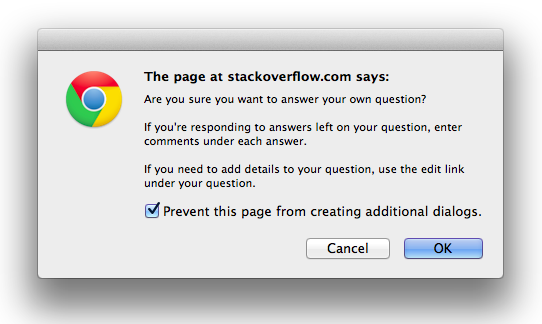 The page at stackoverflow.com says:
Are you sure you want to answer your own question?
If you're responding to answers left on your question, enter
comments under each answer.
If you need to add details to your question, use the edit link
under your question.
Prevent this page from creating additional dialogs.
Cancel
OK